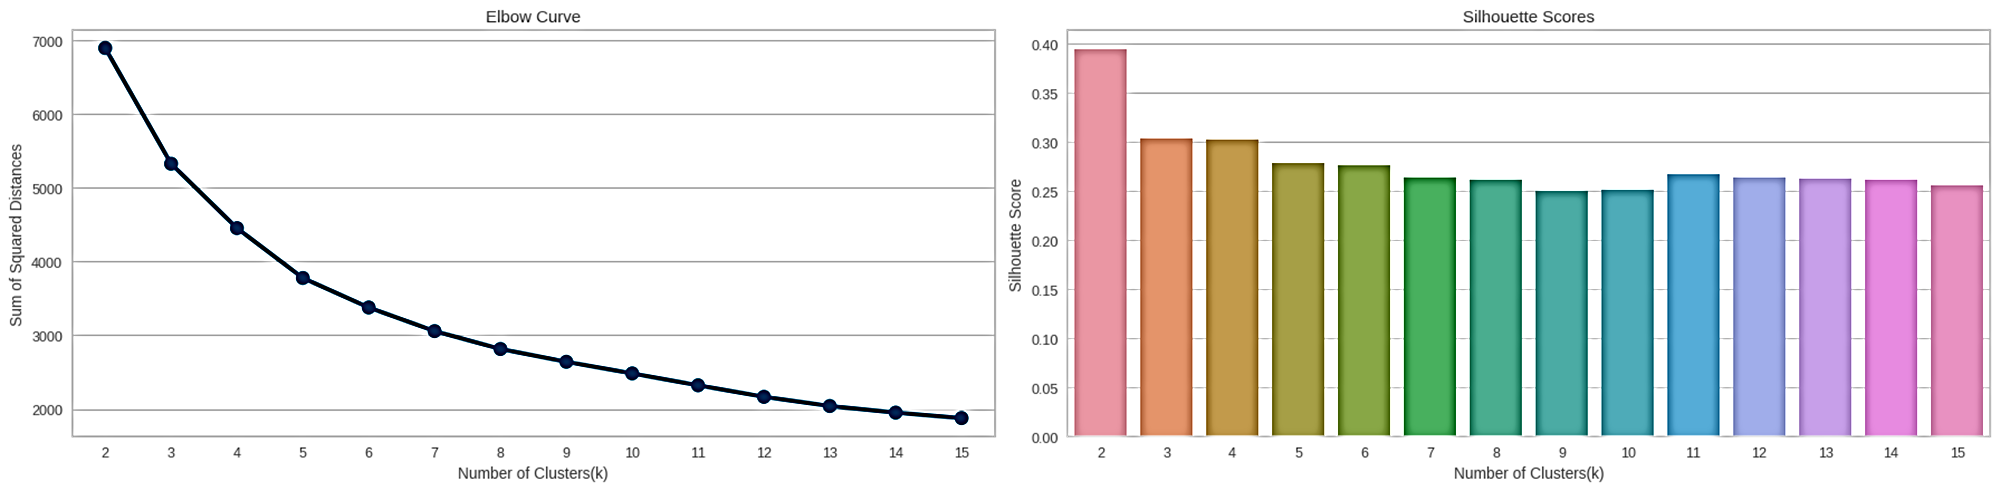 Elbow Curve
7000
6000
5000
4000
3000
2000
Sum of Squared Distances
2 3 4 5 6 7 8 9 10 11 12 13 14 15
Number of Clusters(k)
Silhouette Scores
0.40
0.35
0.30
0.25
0.20
0.15
0.10
0.05
0.00
Silhouette Score
2 3 4 5 6 7 8 9 10 11 12 13 14 15
Number of Clusters(k)